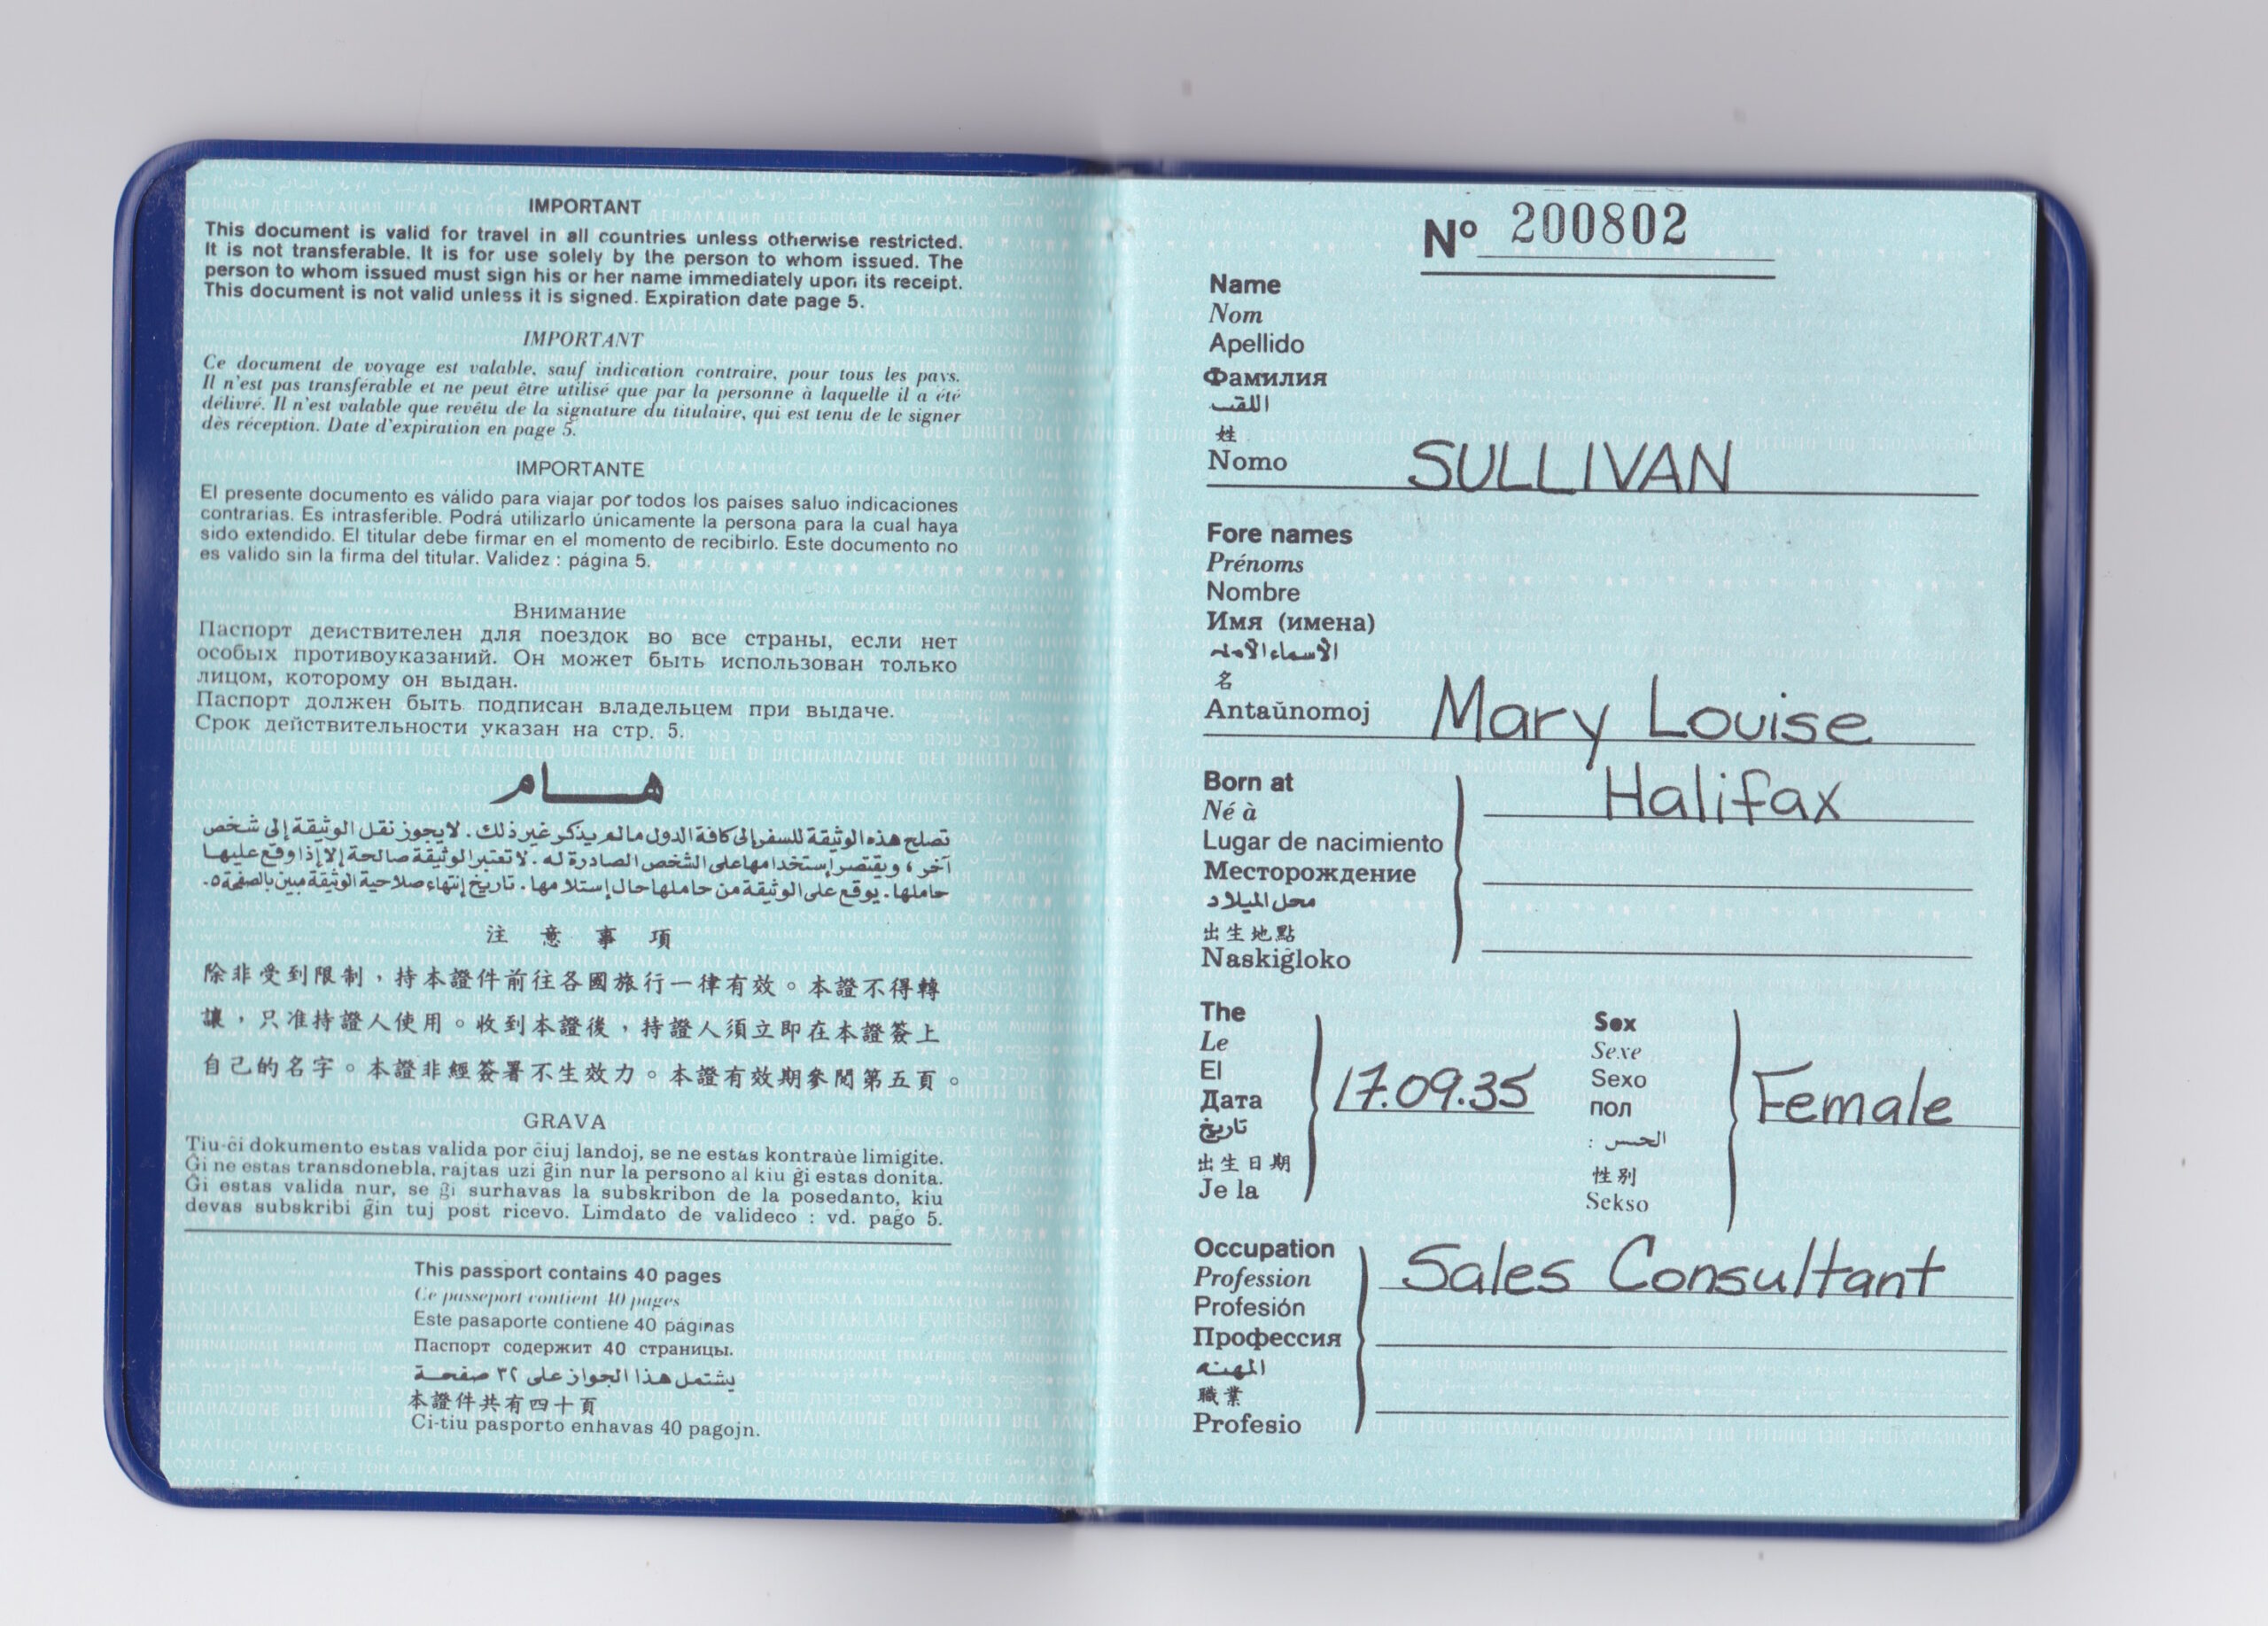 IMPORTANT
This document is valid for travel in all countries unless otherwise restricted.
It is not transferable. It is for use solely by the person to whom issued. The
person to whom issued must sign his or her name immediately upon its receipt.
This document is not valid unless it is signed. Expiration date page 5.
IMPORTANT
Ce document de voyage est valable, sauf indication contraire, pour tous les pays.
Il n'est pas transférable et ne peut être utilisé que par la personne à laquelle il a été
délivré. Il n'est valable que revêtu de la signature du titulaire, qui est tenu de le signer
dès réception. Date d'expiration en page 5.
IMPORTANTE
El presente documento es válido para viajar por todos los países saluo indicaciones
contrarias. Es intrasferible. Podrá utilizarlo únicamente la persona para la cual haya
sido extendido. El titular debe firmar en el momento de recibirlo. Este documento no
es valido sin la firma del titular. Validez : página 5.
Внимание
Паспорт действителен для поездок во все страны, если нет
особых противоуказаний. Он может быть использован только
лицом, которому он выдан.
Паспорт должен быть подписан владельцем при выдаче.
Срок действительности указан на стр. 5.
هـــام
تصلح هذه الوثيقة للسفر إلى كافة الدول مالم يذكر غير ذلك. لايجوز نقل الوثيقة إلى شخص
آخر، ويقتصر إستخدامها على الشخص الصادرة له. لاتعتبر الوثيقة صالحة إلا إذا وقع عليها
حاملها. يوقع على الوثيقة من حاملها حال إستلامها. تاريخ إنتهاء صلاحية الوثيقة مبين بالصفحة ٥.
注意事項
除非受到限制，持本證件前往各國旅行一律有效。本證不得轉
讓，只准持證人使用。收到本證後，持證人須立即在本證簽上
自己的名字。本證非經簽署不生效力。本證有效期參閱第五頁。
GRAVA
Tiu-ĉi dokumento estas valida por ĉiuj landoj, se ne estas kontraùe limigite.
Ĝi ne estas transdonebla, rajtas uzi ĝin nur la persono al kiu ĝi estas donita.
Ĝi estas valida nur, se ĝi surhavas la subskribon de la posedanto, kiu
devas subskribi ĝin tuj post ricevo. Limdato de valideco : vd. paĝo 5.
This passport contains 40 pages
Ce passeport contient 40 pages
Este pasaporte contiene 40 páginas
Паспорт содержит 40 страницы.
يشتمل هذا الجواز على ٣٢ صفحـة
本證件共有四十頁
Ci-tiu pasporto enhavas 40 pagojn.
Nº 200802
Name
Nom
Apellido
Фамилия
اللقب
姓
Nomo SULLIVAN
Fore names
Prénoms
Nombre
Имя (имена)
الأسماء الأولى
名
Antaŭnomoj Mary Louise
Born at Halifax
Né à
Lugar de nacimiento
Месторождение
محل الميلاد
出生地點
Naskiĝloko
The
Le
El
Дата 17.09.35
تاريخ
出生日期
Je la
Sex
Sexe
Sexo
пол Female
الجنس :
性別
Sekso
Occupation Sales Consultant
Profession
Profesión
Профессия
المهنه
職業
Profesio